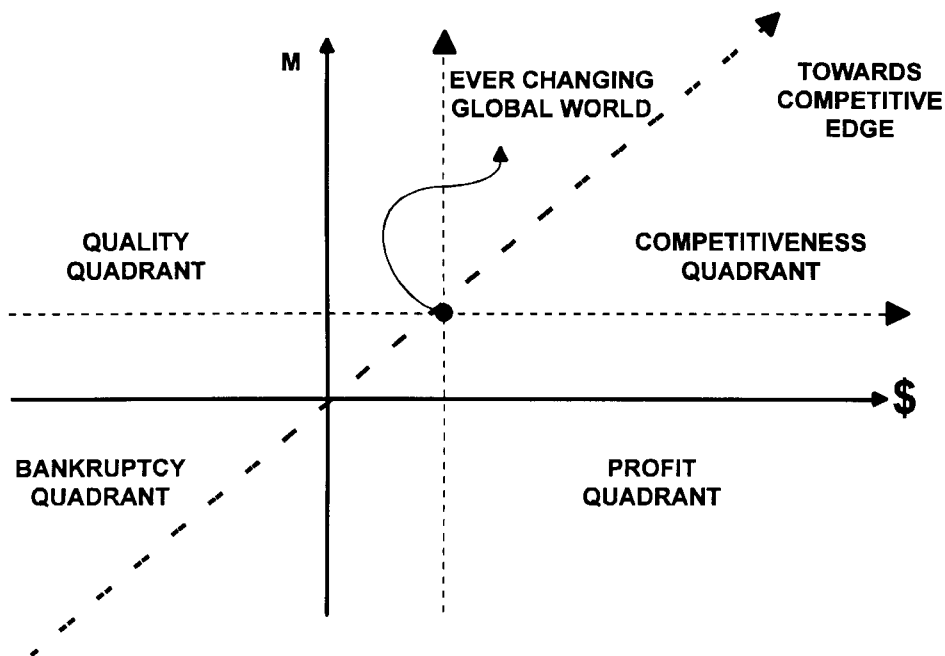 M
EVER CHANGING
GLOBAL WORLD
TOWARDS
COMPETITIVE
EDGE
QUALITY
QUADRANT
COMPETITIVENESS
QUADRANT
$
BANKRUPTCY
QUADRANT
PROFIT
QUADRANT